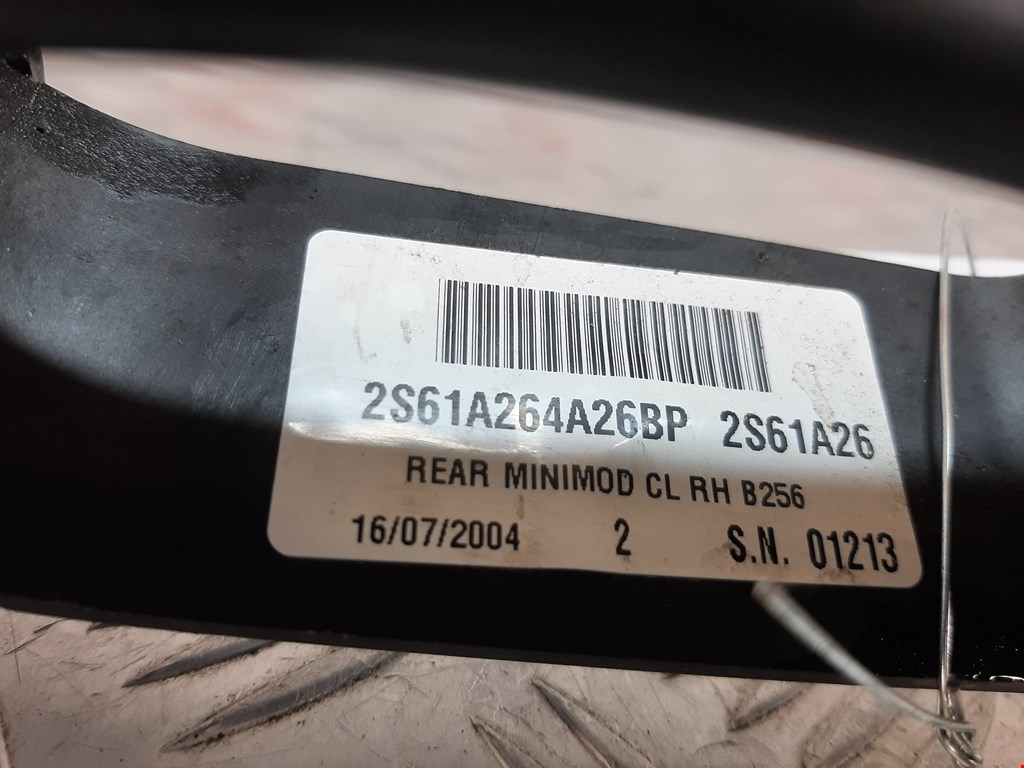 2S61A264A26BP 2S61A26
REAR MINIMOD CL RH B256
16/07/2004 2 S.N. 01213